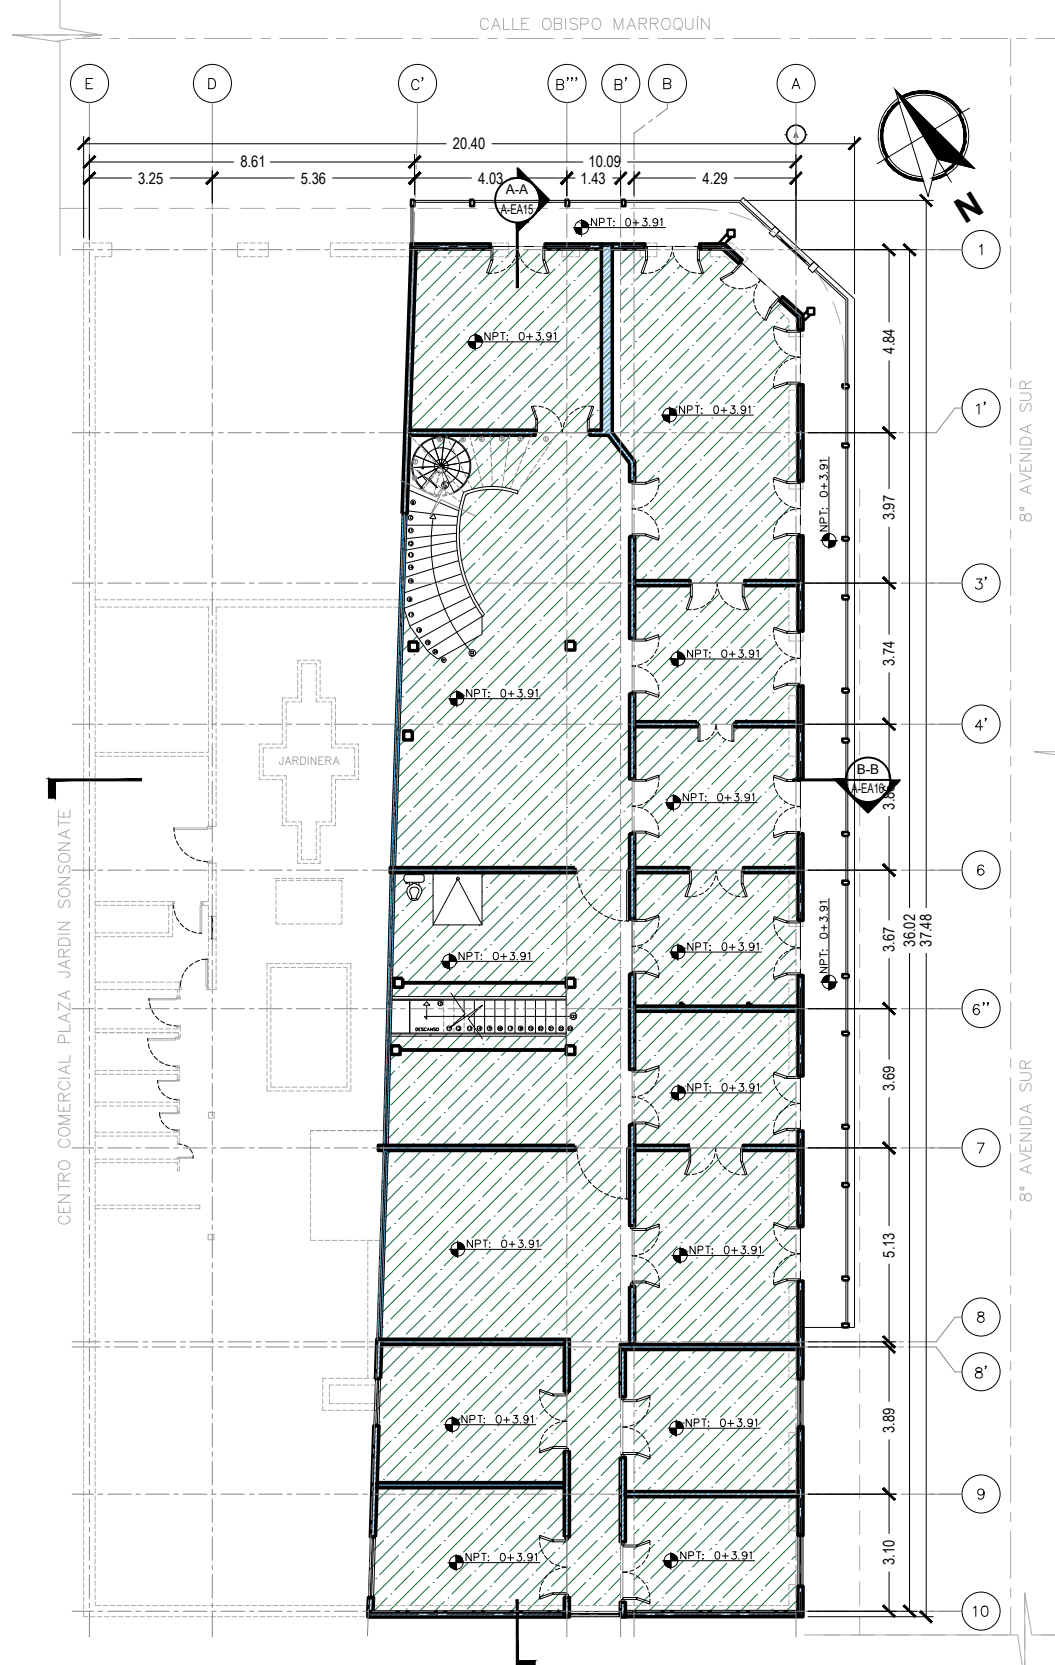 CALLE OBISPO MARROQUÍN
E
D
C'
B'''
B'
B
A
A
20.40
8.61
10.09
3.25
5.36
4.03
1.43
4.29
A-A
A-EA15
NPT: 0+3.91
N
1
NPT: 0+3.91
4.84
NPT: 0+3.91
1'
8ª AVENIDA SUR
NPT: 0+3.91
3.97
3'
NPT: 0+3.91
3.74
NPT: 0+3.91
4'
JARDINERA
B-B
A-EA16
NPT: 0+3.91
CENTRO COMERCIAL PLAZA JARDIN SONSONATE
6
NPT: 0+3.91
3.67
36.02
37.48
NPT: 0+3.91
NPT: 0+3.91
6''
DESCANSO
NPT: 0+3.91
3.69
8ª AVENIDA SUR
7
NPT: 0+3.91
NPT: 0+3.91
5.13
8
8'
NPT: 0+3.91
NPT: 0+3.91
3.89
9
NPT: 0+3.91
NPT: 0+3.91
3.10
10